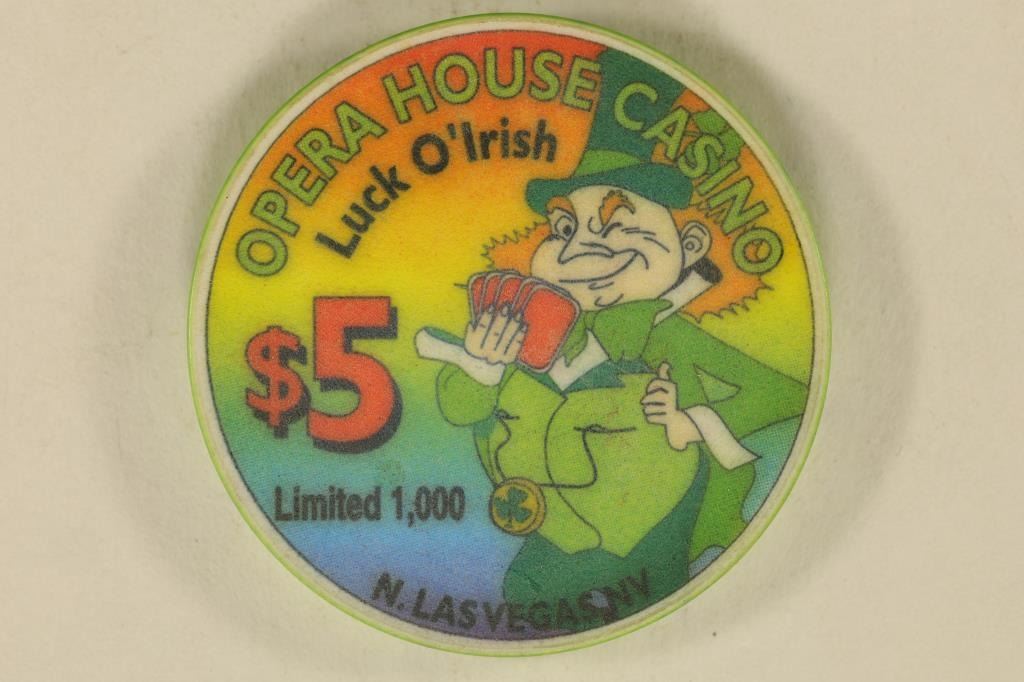 OPERA HOUSE CASINO
Luck O'Irish
$5
Limited 1,000
N. LAS VEGAS, NV